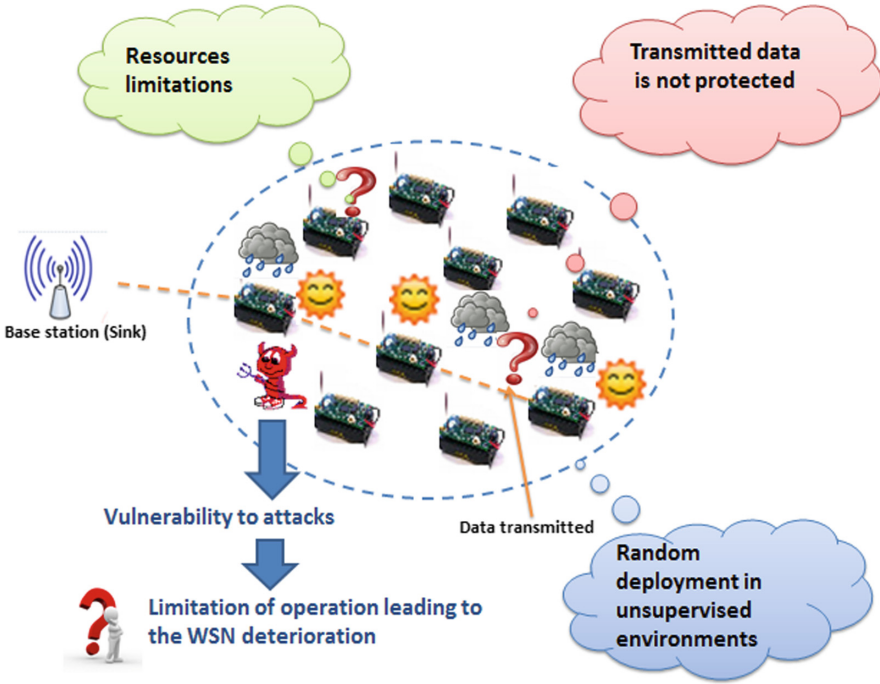 Resources
limitations
Transmitted data
is not protected
Base station (Sink)
Data transmitted
Vulnerability to attacks
Limitation of operation leading to
the WSN deterioration
Random
deployment in
unsupervised
environments